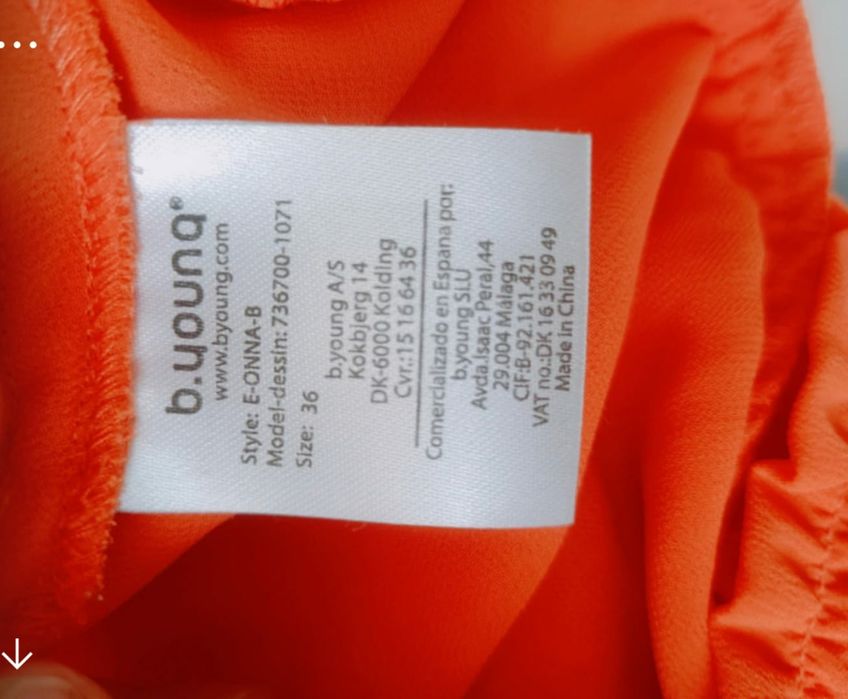 b.young®
www.byoung.com
Style: E-ONNA-B
Model-dessin: 736700-1071
Size: 36
b.young A/S
Kokbjerg 14
DK-6000 Kolding
Cvr.:15 16 64 36
Comercializado en Espana por:
b.young SLU
Avda.Isaac Peral,44
29.004 Málaga
CIF:B-92.161.421
VAT no.:DK 16 33 09 49
Made in China